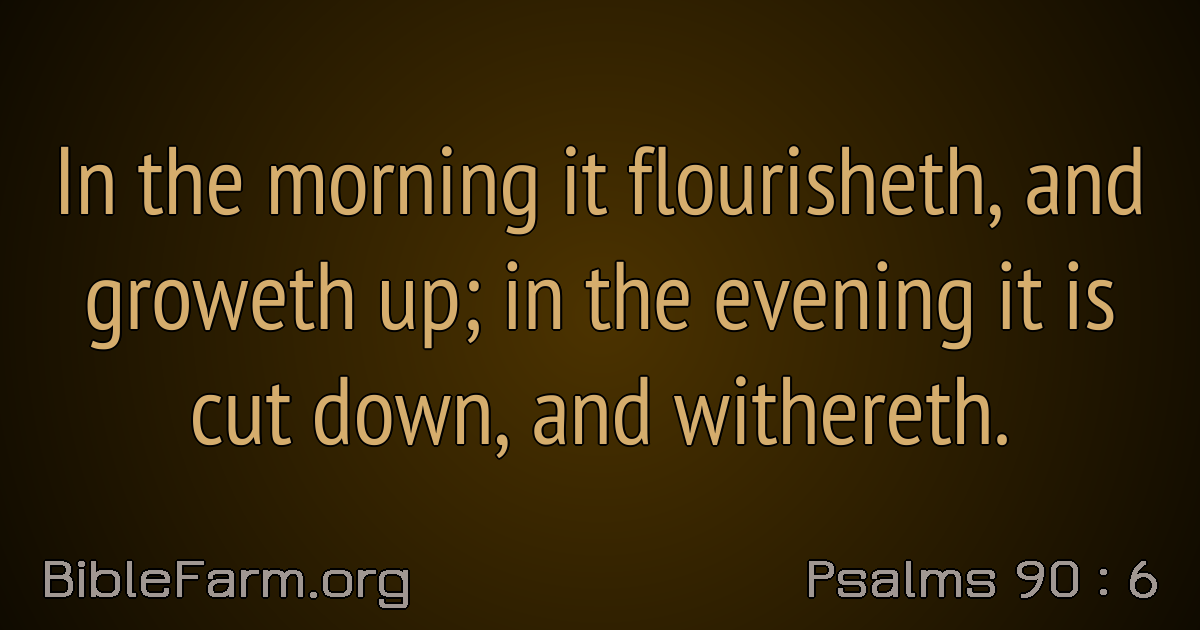 In the morning it flourisheth, and
groweth up; in the evening it is
cut down, and withereth.
BibleFarm.org
Psalms 90 : 6